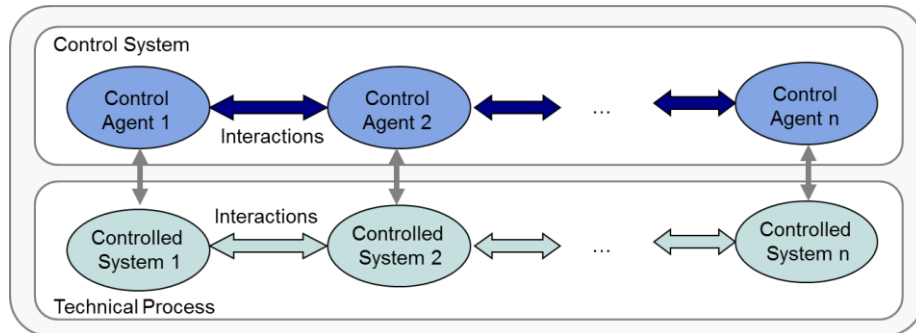 Control System
Control
Agent 1
Control
Agent 2
...
Control
Agent n
Interactions
Interactions
Controlled
System 1
Controlled
System 2
...
Controlled
System n
Technical Process